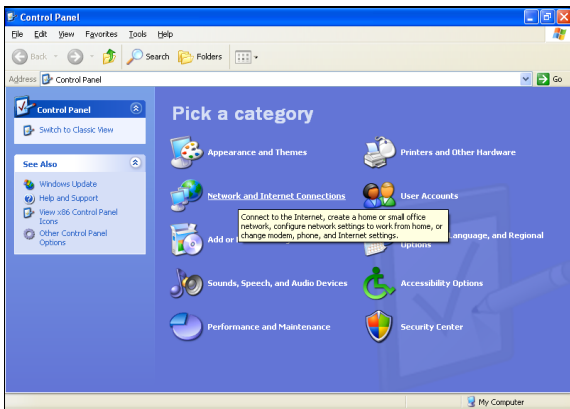 Control Panel
File Edit View Favorites Tools Help
Back Search Folders
Address Control Panel Go
Control Panel
Switch to Classic View
See Also
Windows Update
Help and Support
View x86 Control Panel
Icons
Other Control Panel
Options
Pick a category
Appearance and Themes
Printers and Other Hardware
Network and Internet Connections
User Accounts
Connect to the Internet, create a home or small office
network, configure network settings to work from home, or
change modem, phone, and Internet settings.
Add or
Language, and Regional
Options
Sounds, Speech, and Audio Devices
Accessibility Options
Performance and Maintenance
Security Center
My Computer